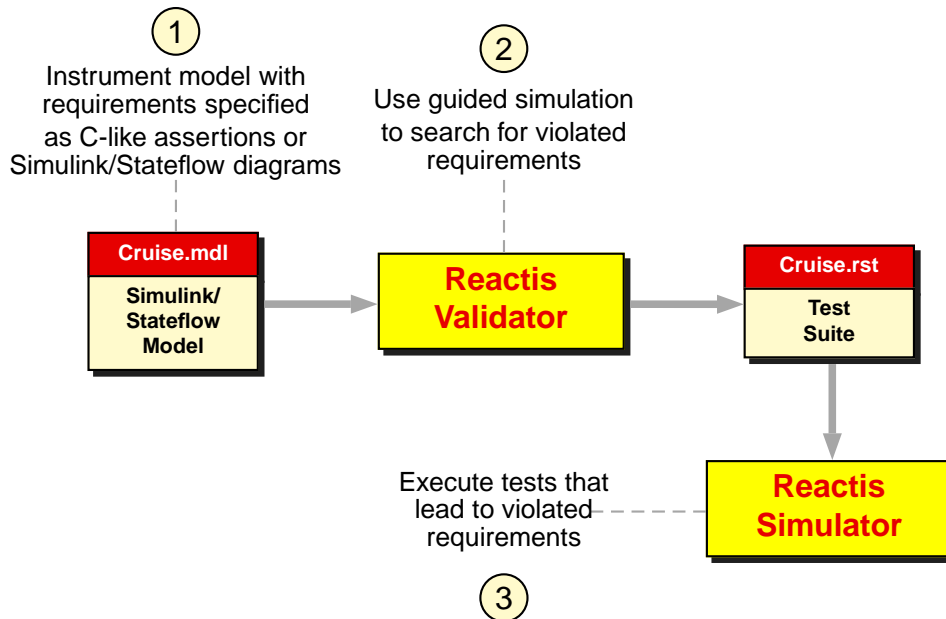 1
Instrument model with
requirements specified
as C-like assertions or
Simulink/Stateflow diagrams
2
Use guided simulation
to search for violated
requirements
Cruise.mdl
Simulink/
Stateflow
Model
Reactis
Validator
Cruise.rst
Test
Suite
Execute tests that
lead to violated
requirements
3
Reactis
Simulator